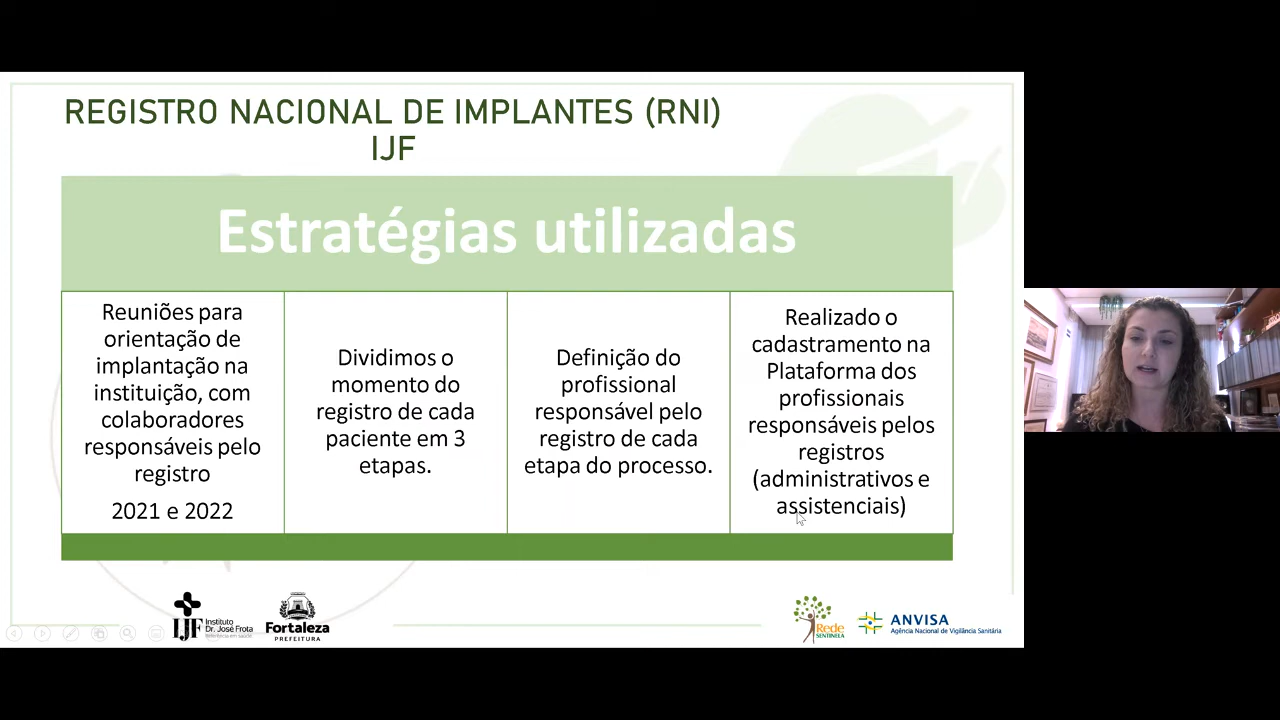 REGISTRO NACIONAL DE IMPLANTES (RNI)
IJF
Estratégias utilizadas
Reuniões para
orientação de
implantação na
instituição, com
colaboradores
responsáveis pelo
registro
2021 e 2022
Dividimos o
momento do
registro de cada
paciente em 3
etapas.
Definição do
profissional
responsável pelo
registro de cada
etapa do processo.
Realizado o
cadastramento na
Plataforma dos
profissionais
responsáveis pelos
registros
(administrativos e
assistenciais)
IJF
Instituto
Dr. José Frota
Referência em saúde
Fortaleza
PREFEITURA
Rede
SENTINELA
ANVISA
Agência Nacional de Vigilância Sanitária